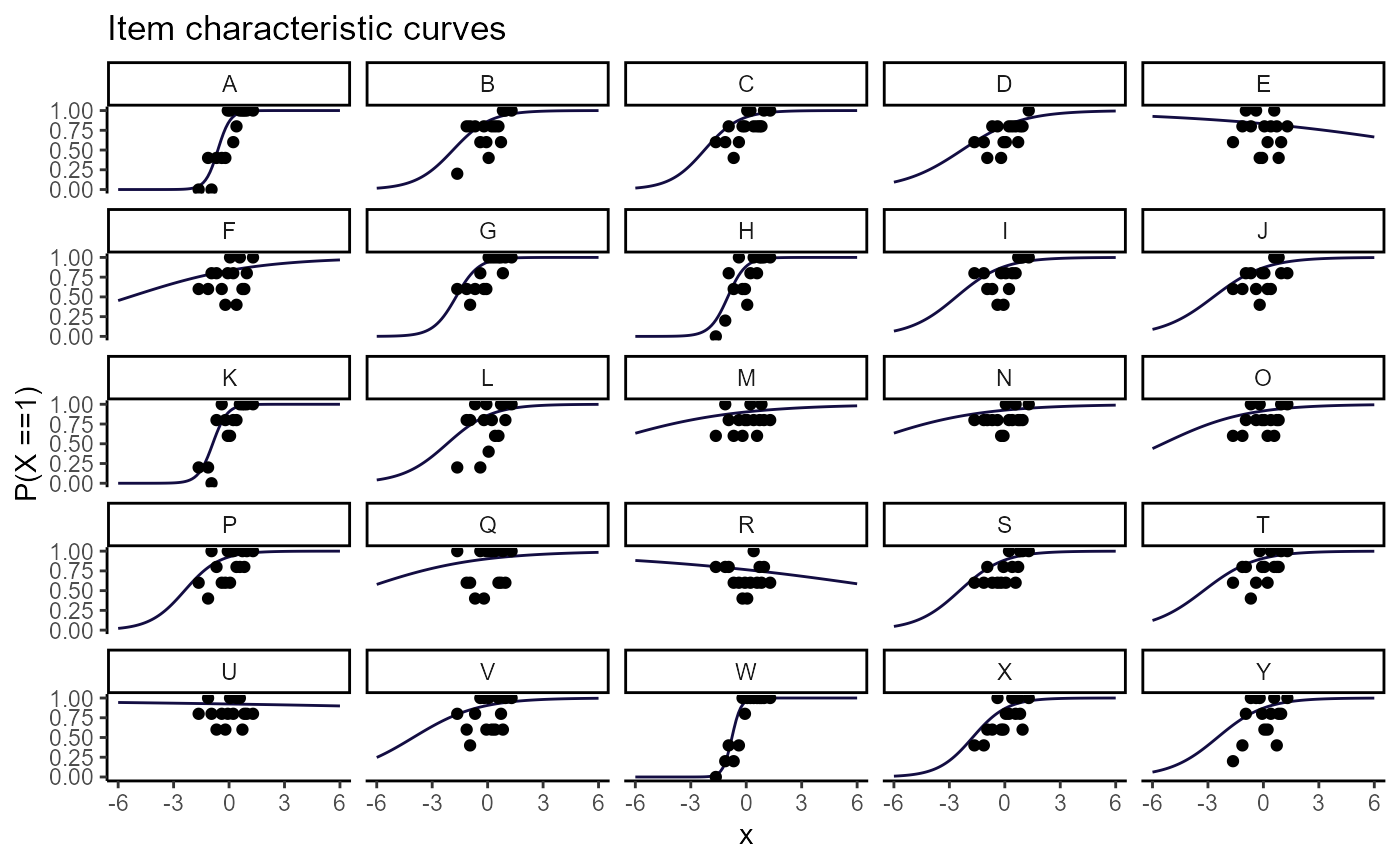 Item characteristic curves
A B C D E
1.00
0.75
0.50
0.25
0.00
F G H I J
1.00
0.75
0.50
0.25
0.00
K L M N O
1.00
0.75
0.50
0.25
0.00
P(X ==1)
P Q R S T
1.00
0.75
0.50
0.25
0.00
U V W X Y
1.00
0.75
0.50
0.25
0.00
-6 -3 0 3 6 -6 -3 0 3 6 -6 -3 0 3 6 -6 -3 0 3 6 -6 -3 0 3 6
x